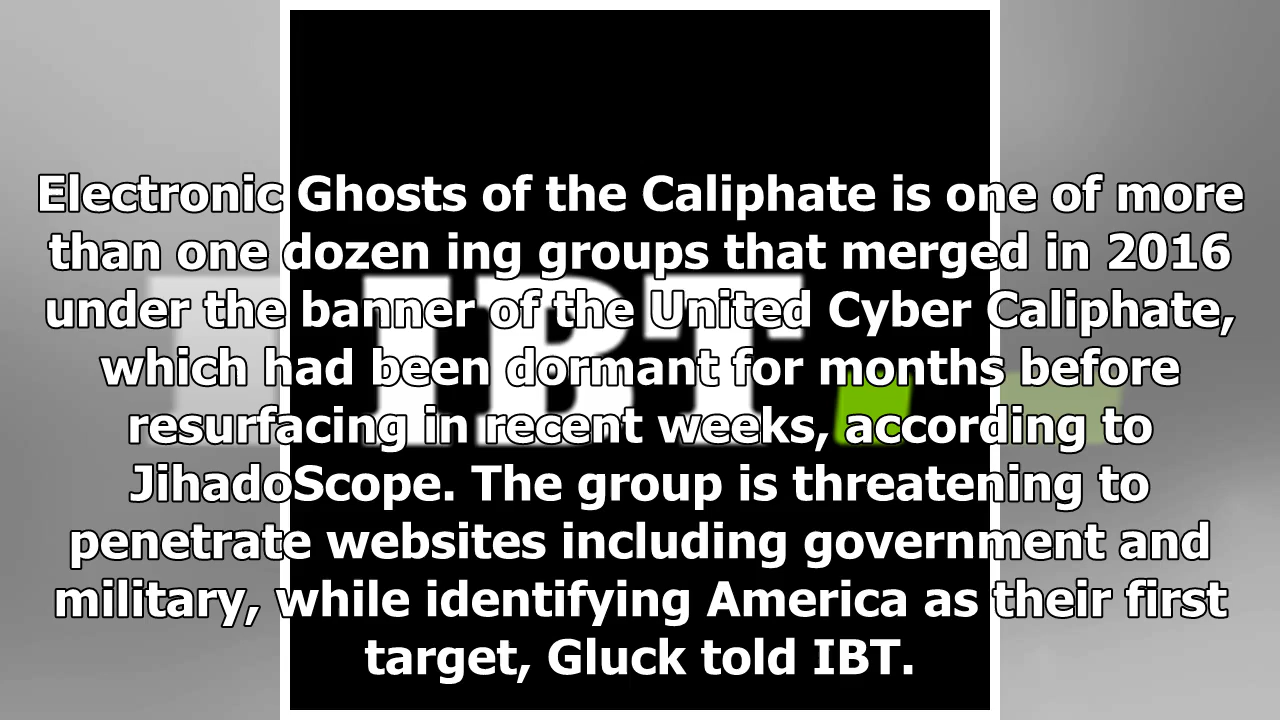 Electronic Ghosts of the Caliphate is one of more
than one dozen ing groups that merged in 2016
under the banner of the United Cyber Caliphate,
which had been dormant for months before
resurfacing in recent weeks, according to
JihadoScope. The group is threatening to
penetrate websites including government and
military, while identifying America as their first
target, Gluck told IBT.
IBT